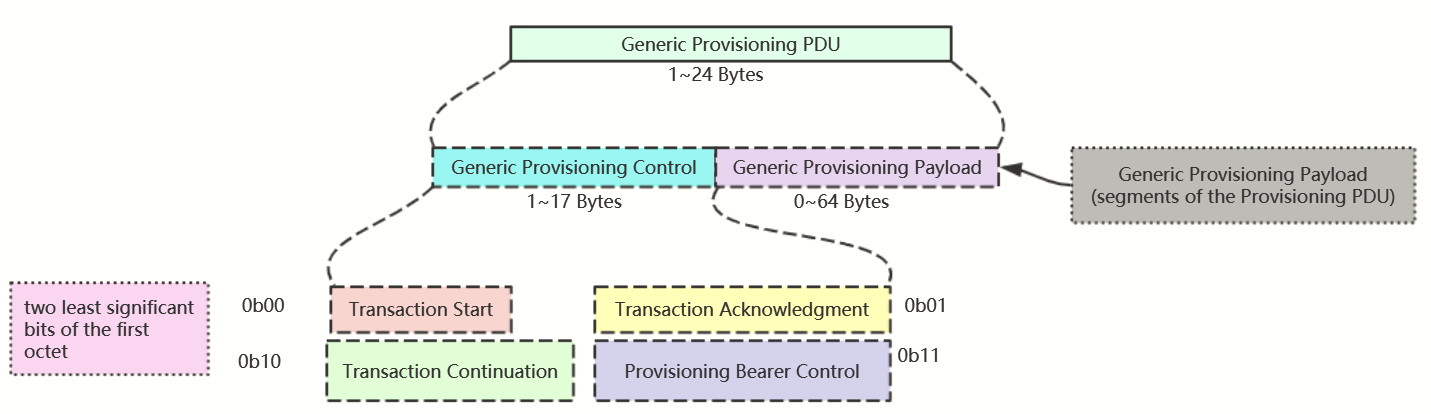 Generic Provisioning PDU
1~24 Bytes
Generic Provisioning Control
Generic Provisioning Payload
Generic Provisioning Payload
(segments of the Provisioning PDU)
1~17 Bytes
0~64 Bytes
two least significant
bits of the first
octet
0b00
Transaction Start
Transaction Acknowledgment
0b01
0b10
Transaction Continuation
Provisioning Bearer Control
0b11